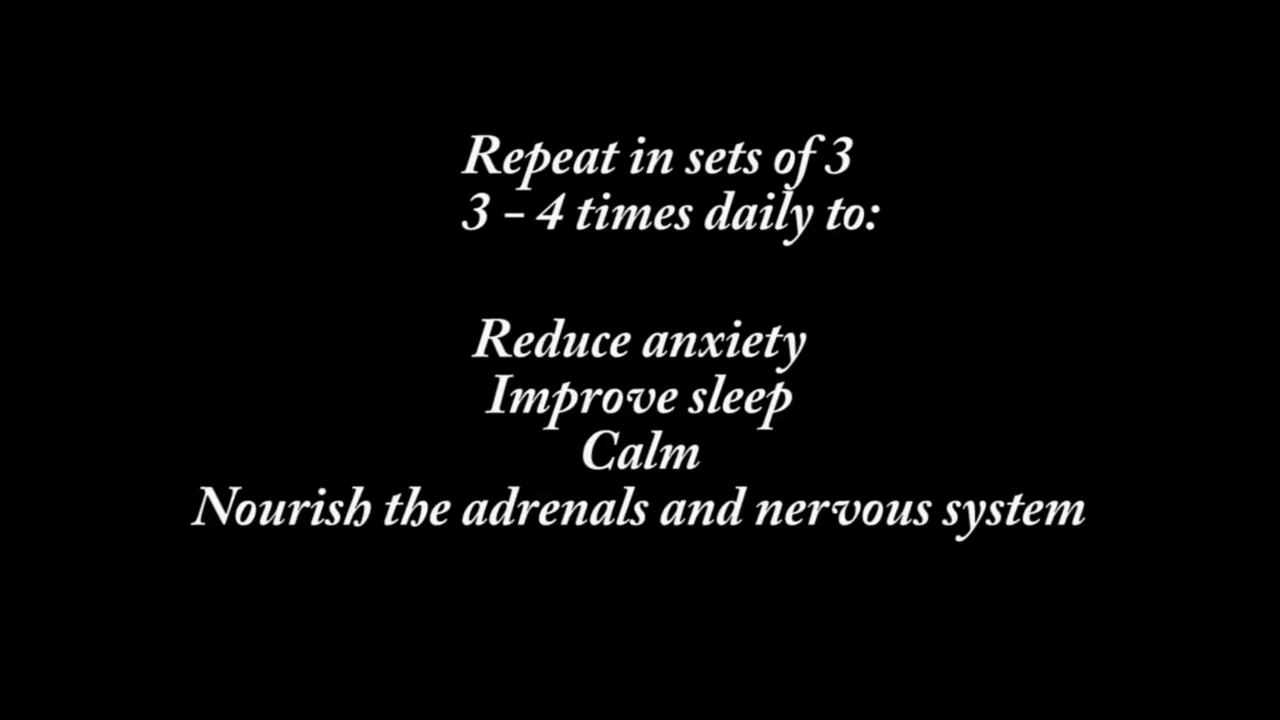 Repeat in sets of 3
3 – 4 times daily to:
Reduce anxiety
Improve sleep
Calm
Nourish the adrenals and nervous system